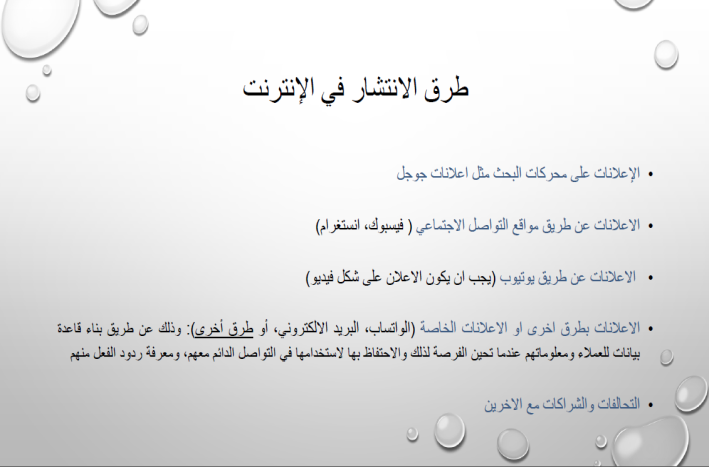 طرق الانتشار في الإنترنت
• الإعلانات على محركات البحث مثل اعلانات جوجل
• الاعلانات عن طريق مواقع التواصل الاجتماعي ( فيسبوك، انستغرام)
• الاعلانات عن طريق يوتيوب (يجب ان يكون الاعلان على شكل فيديو)
• الاعلانات بطرق اخرى او الاعلانات الخاصة (الواتساب، البريد الالكتروني، أو طرق أخرى): وذلك عن طريق بناء قاعدة
بيانات للعملاء ومعلوماتهم عندما تحين الفرصة لذلك والاحتفاظ بها لاستخدامها في التواصل الدائم معهم، ومعرفة ردود الفعل منهم
• التحالفات والشراكات مع الاخرين